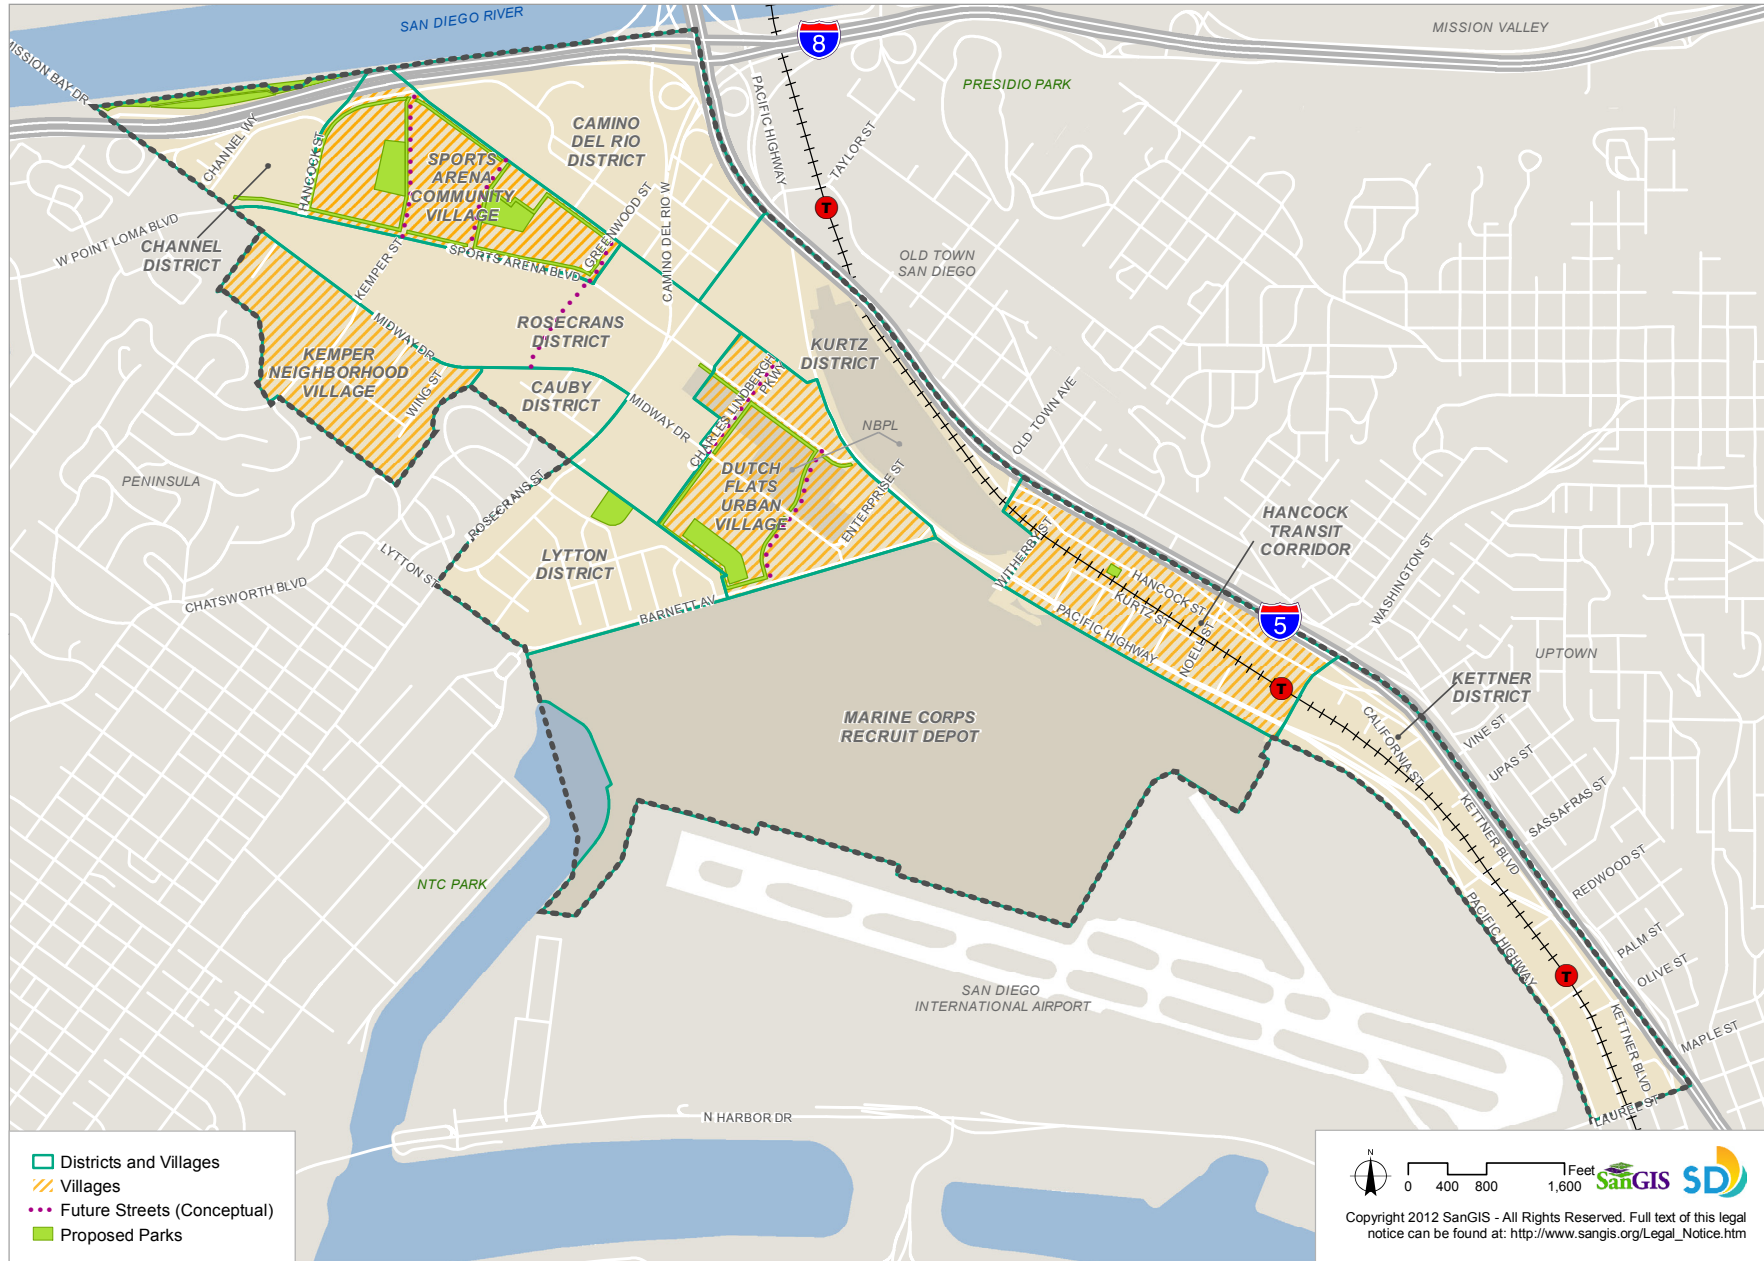 SAN DIEGO RIVER
MISSION VALLEY
8
MISSION BAY DR
PRESIDIO PARK
PACIFIC HIGHWAY
TAYLOR ST
CHANNEL WY
HANCOCK ST
CAMINO
DEL RIO
DISTRICT
SPORTS
ARENA
COMMUNITY
VILLAGE
GREENWOOD ST
CAMINO DEL RIO W
T
W POINT LOMA BLVD
CHANNEL
DISTRICT
KEMPER ST
SPORTS ARENA BLVD
OLD TOWN
SAN DIEGO
ROSECRANS
DISTRICT
MIDWAY DR
KEMPER
NEIGHBORHOOD
VILLAGE
WING ST
CAUBY
DISTRICT
KURTZ
DISTRICT
CHARLES LINDBERGH
PKWY
MIDWAY DR
NBPL
OLD TOWN AVE
PENINSULA
ROSECRANS ST
DUTCH
FLATS
URBAN
VILLAGE
ENTERPRISE ST
LYTTON ST
LYTTON
DISTRICT
CHATSWORTH BLVD
BARNETT AV
WITHERBY ST
HANCOCK
TRANSIT
CORRIDOR
HANCOCK ST
KURTZ ST
PACIFIC HIGHWAY
NOELL ST
5
WASHINGTON ST
UPTOWN
KETTNER
DISTRICT
T
MARINE CORPS
RECRUIT DEPOT
CALIFORNIA ST
VINE ST
UPAS ST
SASSAFRAS ST
KETTNER BLVD
REDWOOD ST
NTC PARK
PACIFIC HIGHWAY
PALM ST
OLIVE ST
T
SAN DIEGO
INTERNATIONAL AIRPORT
KETTNER BLVD
MAPLE ST
LAUREL ST
N HARBOR DR
Districts and Villages
Villages
Future Streets (Conceptual)
Proposed Parks
N
Feet
0 400 800 1,600
SanGIS
SD
Copyright 2012 SanGIS - All Rights Reserved. Full text of this legal
notice can be found at: http://www.sangis.org/Legal_Notice.htm